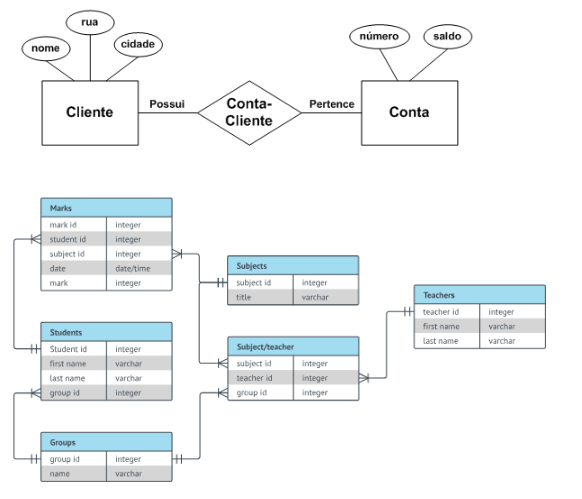 rua
nome
cidade
número
saldo
Cliente
Possui
Conta-
Cliente
Pertence
Conta
Marks
mark id integer
student id integer
subject id integer
date date/time
mark integer
Subjects
subject id integer
title varchar
Teachers
teacher id integer
first name varchar
last name varchar
Students
Student id integer
first name varchar
last name varchar
group id integer
Subject/teacher
subject id integer
teacher id integer
group id integer
Groups
group id integer
name varchar